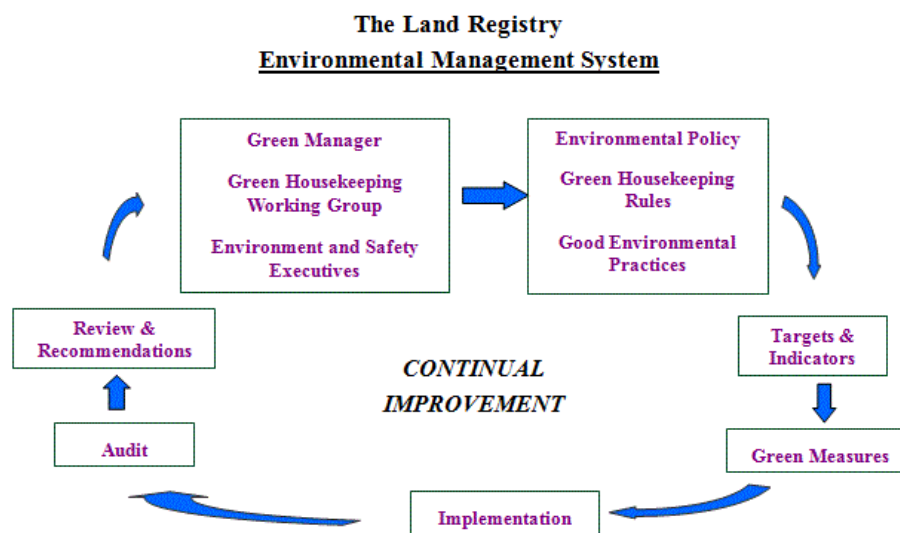 The Land Registry
Environmental Management System
Green Manager
Green Housekeeping
Working Group
Environment and Safety
Executives
Environmental Policy
Green Housekeeping
Rules
Good Environmental
Practices
Targets &
Indicators
Green Measures
Implementation
Audit
Review &
Recommendations
CONTINUAL
IMPROVEMENT